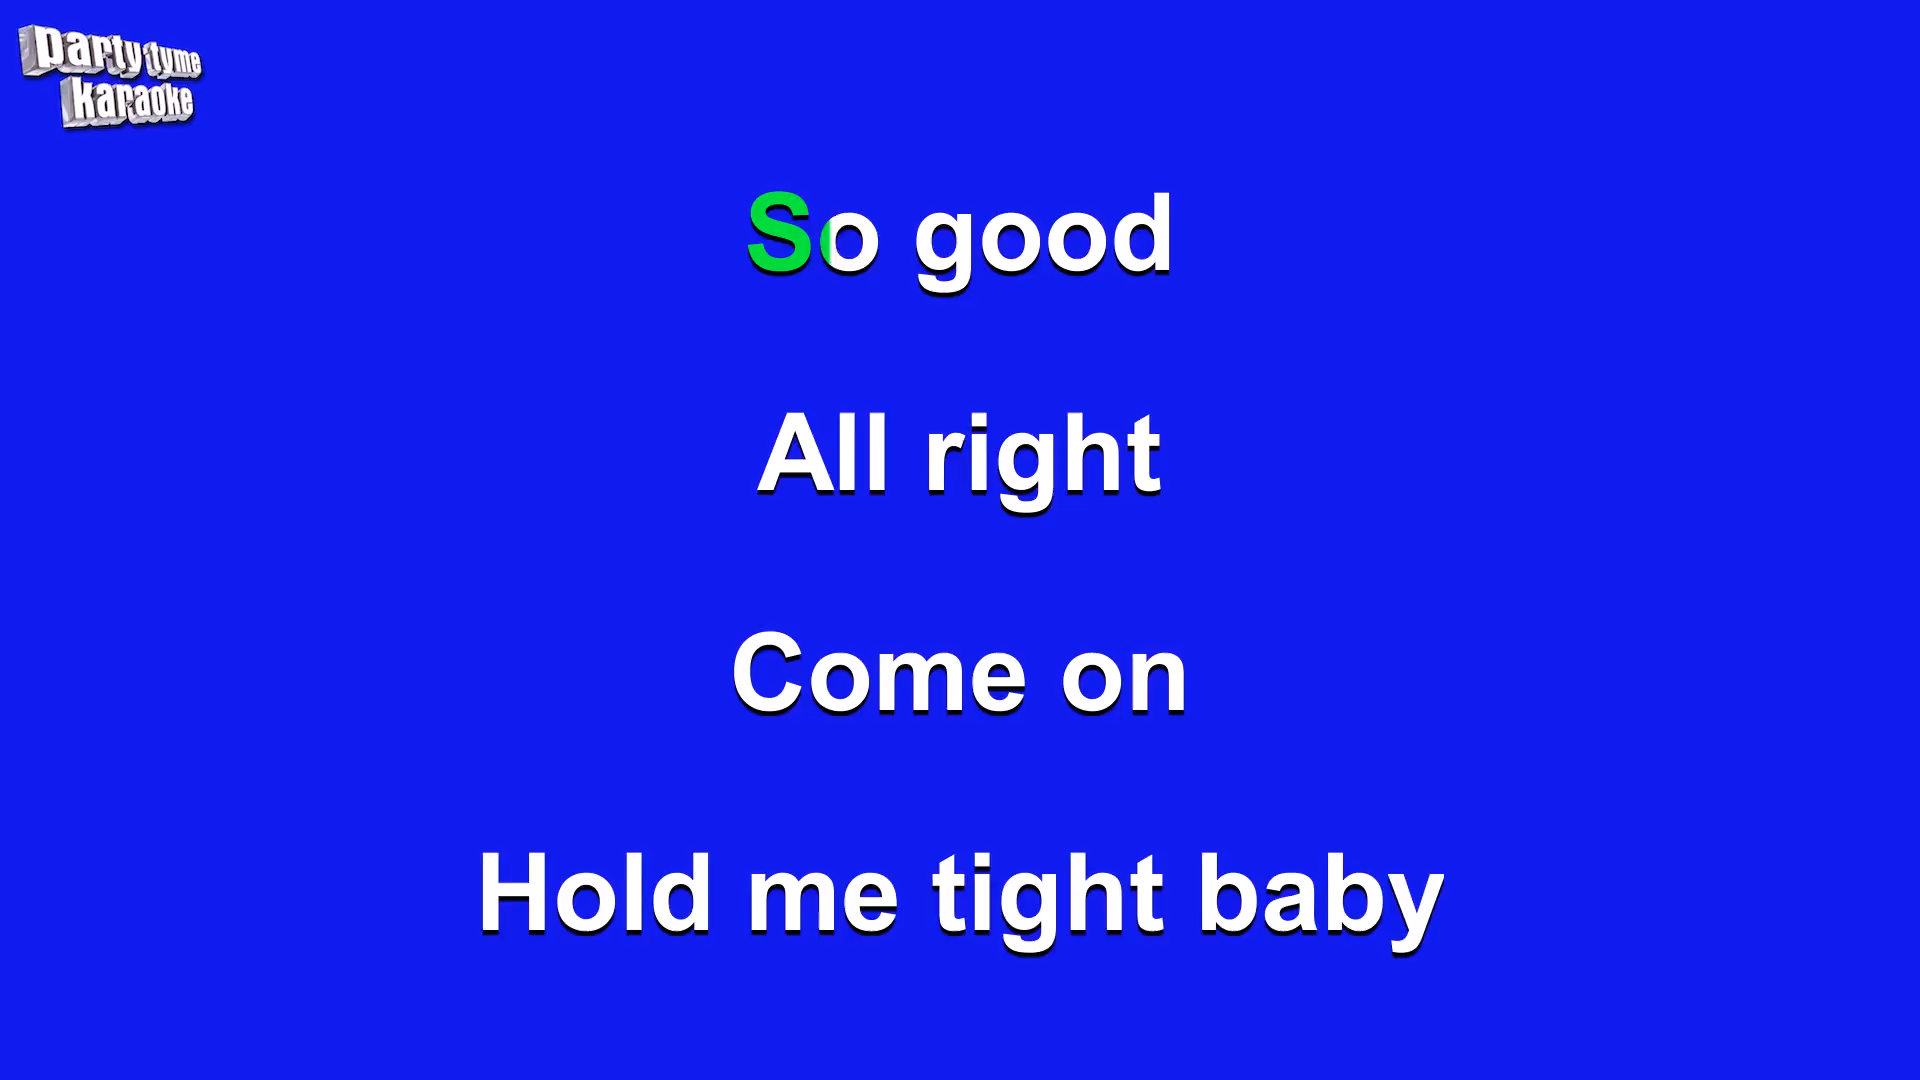 party tyme
karaoke
So good
All right
Come on
Hold me tight baby